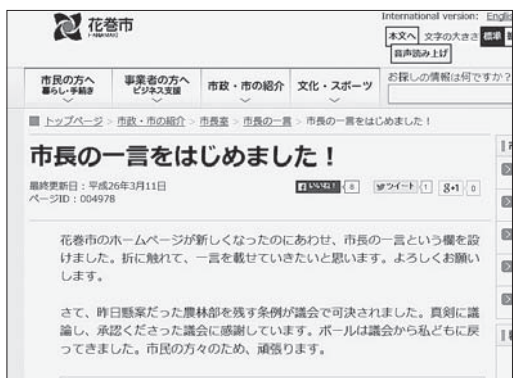 International version: Englis
花巻市
HANAMAKI
本文へ 文字の大きさ 標準
音声読み上げ
お探しの情報は何ですか?
市民の方へ
暮らし・手続き
事業者の方へ
ビジネス支援
市政・市の紹介
文化・スポーツ
トップページ > 市政・市の紹介 > 市長室 > 市長の一言 > 市長の一言をはじめました!
市長の一言をはじめました!
最終更新日:平成26年3月11日
ページID:004978
いいね! 8 ツイート 1 g+1 0
花巻市のホームページが新しくなったのにあわせ、市長の一言という欄を設
けました。折に触れて、一言を載せていきたいと思います。よろしくお願い
します。
さて、昨日懸案だった農林部を残す条例が議会で可決されました。真剣に議
論し、承認くださった議会に感謝しています。ボールは議会から私どもに戻
ってきました。市民の方々のため、頑張ります。